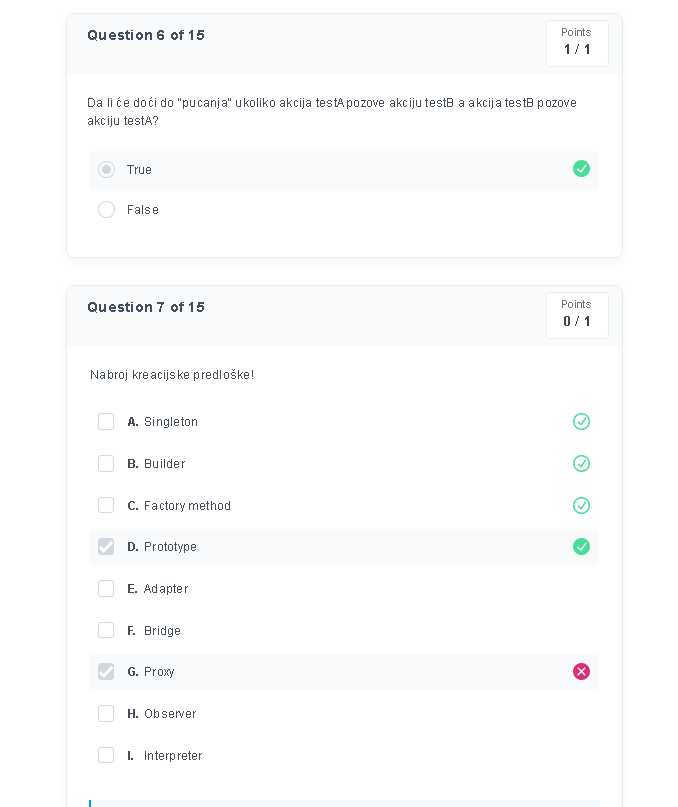 Question 6 of 15
Points
1 / 1
Da li će doći do "pucanja" ukoliko akcija testA pozove akciju testB a akcija testB pozove
akciju testA?
True
False
Question 7 of 15
Points
0 / 1
Nabroj kreacijske predloške!
A. Singleton
B. Builder
C. Factory method
D. Prototype
E. Adapter
F. Bridge
G. Proxy
H. Observer
I. Interpreter